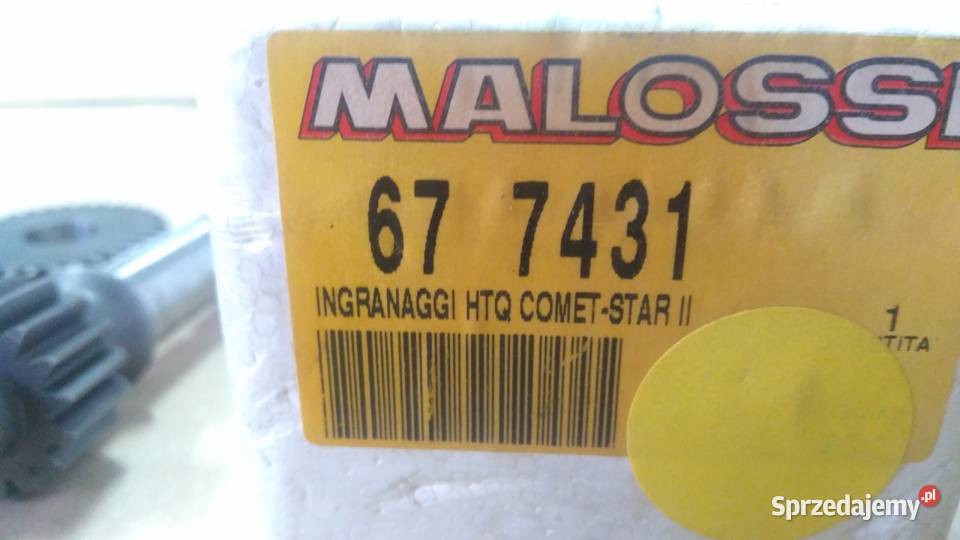 MALOSSI
67 7431
INGRANAGGI HTQ COMET-STAR II
1
Sprzedajemy.pl